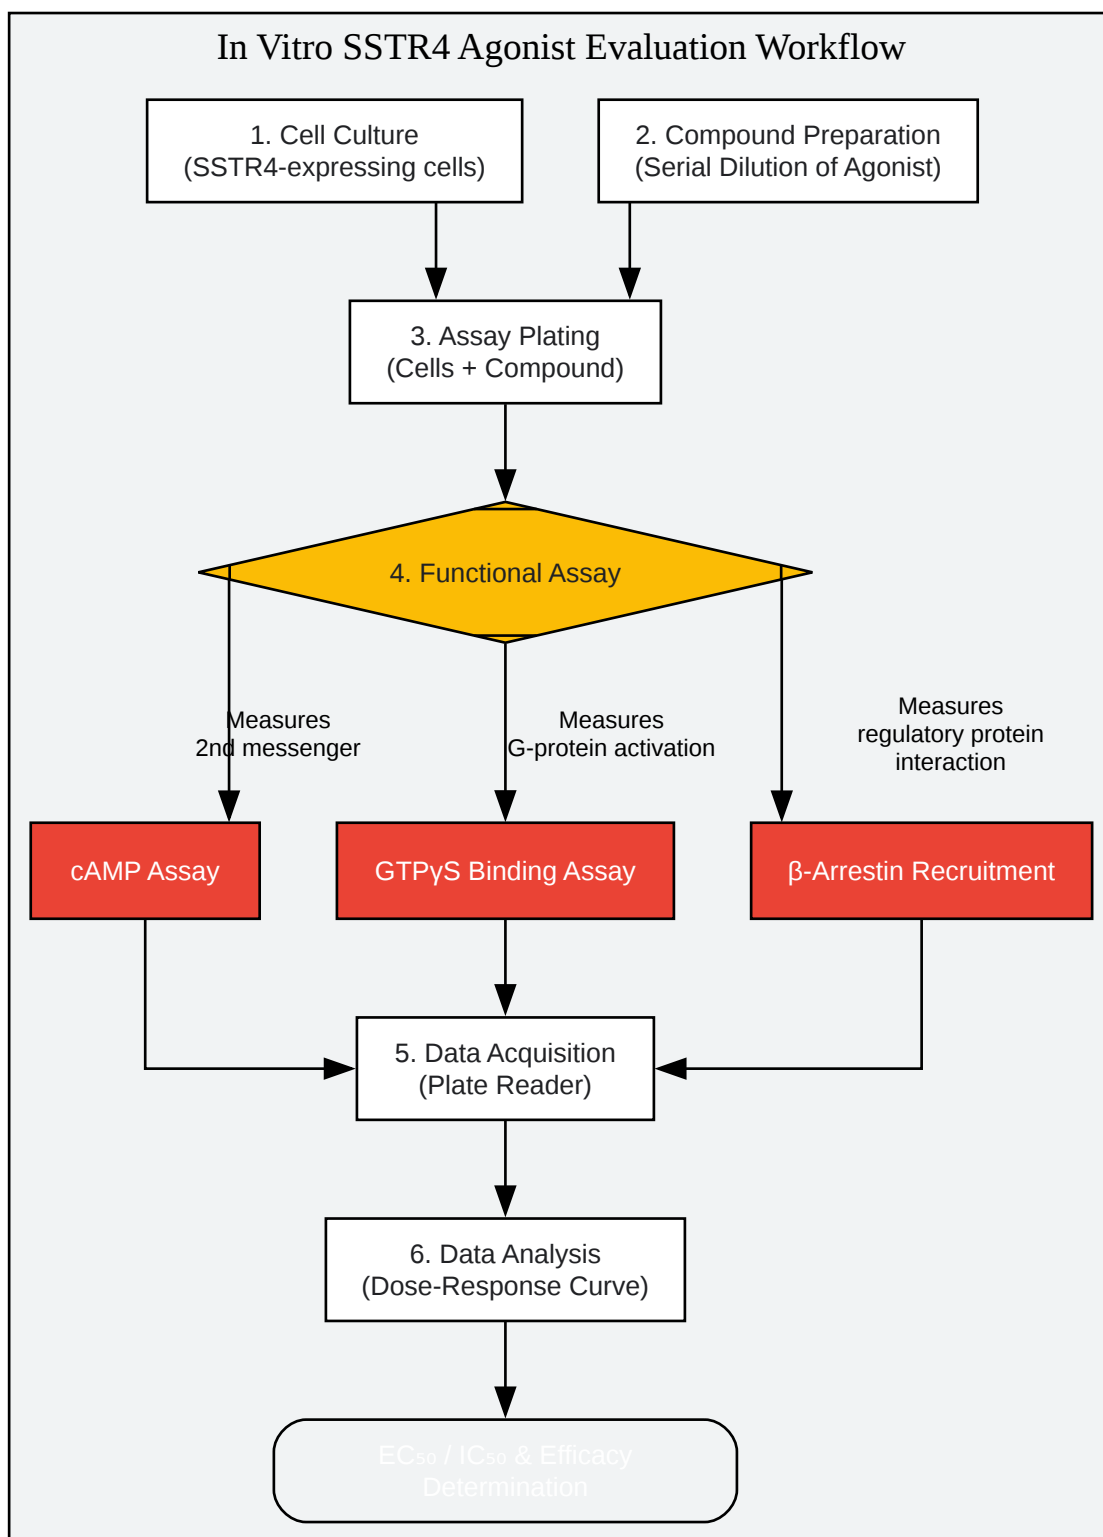 In Vitro SSTR4 Agonist Evaluation Workflow
1. Cell Culture
(SSTR4-expressing cells)
2. Compound Preparation
(Serial Dilution of Agonist)
3. Assay Plating
(Cells + Compound)
4. Functional Assay
Measures
2nd messenger
Measures
G-protein activation
Measures
regulatory protein
interaction
cAMP Assay
GTPγS Binding Assay
β-Arrestin Recruitment
5. Data Acquisition
(Plate Reader)
6. Data Analysis
(Dose-Response Curve)
EC₅₀ / IC₅₀ & Efficacy
Determination